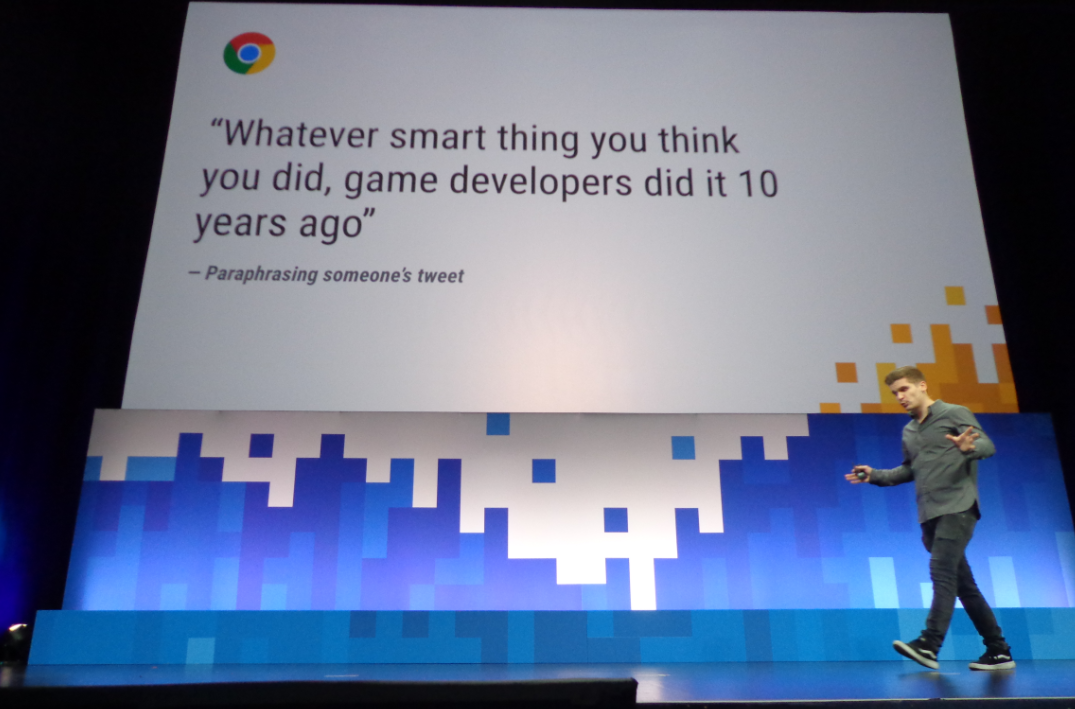 “Whatever smart thing you think
you did, game developers did it 10
years ago”
– Paraphrasing someone’s tweet